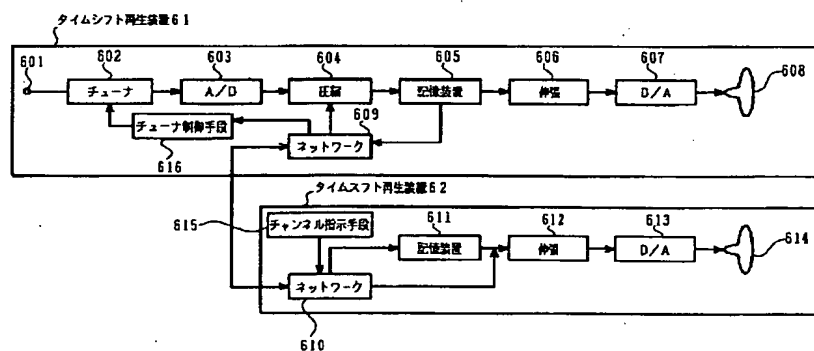 タイムシフト再生装置61
601 602 603 604 605 606 607
チューナ A/D 圧縮 記憶装置 伸張 D/A 608
チューナ制御手段 609
616 ネットワーク
タイムスフト再生装置62
615 チャンネル指示手段 611 612 613
記憶装置 伸張 D/A 614
ネットワーク
610